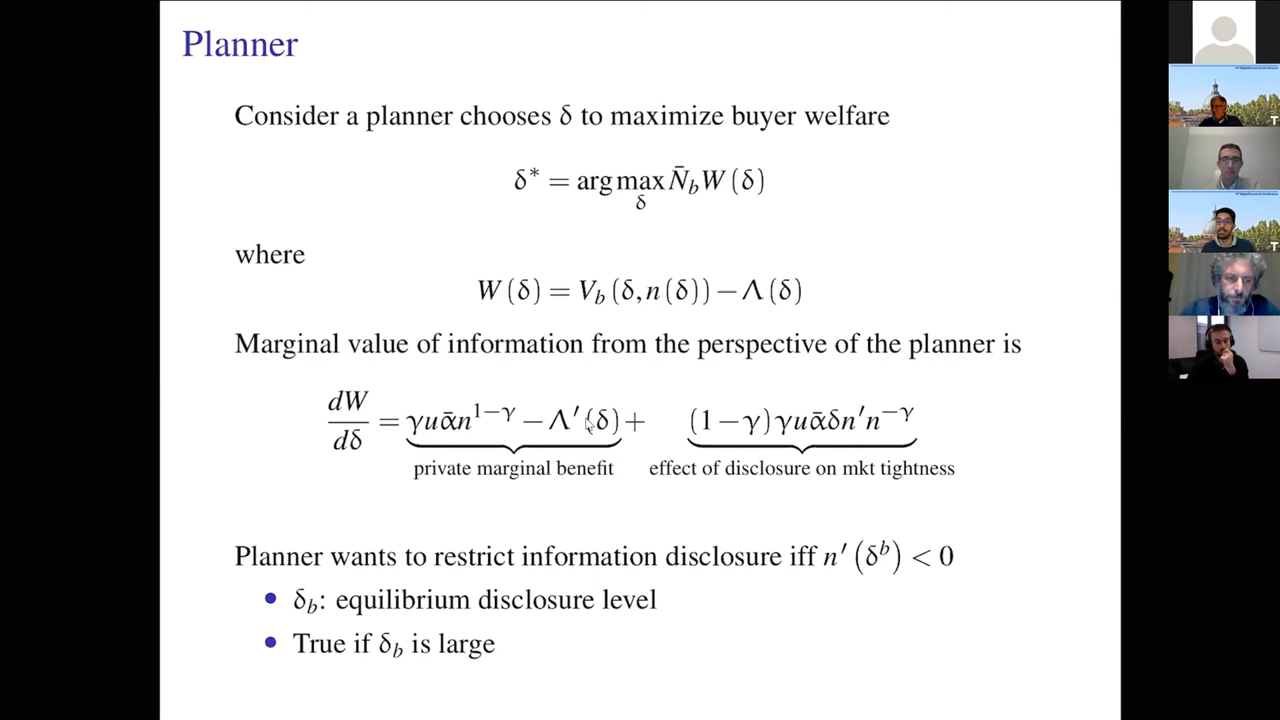 Planner
Consider a planner chooses δ to maximize buyer welfare
δ* = arg max N̄_b W (δ)
δ
where
W (δ) = V_b (δ, n (δ)) − Λ (δ)
Marginal value of information from the perspective of the planner is
dW/dδ = γuᾱn^{1−γ} − Λ′ (δ) + (1 − γ) γuᾱδn′n^{−γ}
private marginal benefit effect of disclosure on mkt tightness
Planner wants to restrict information disclosure iff n′ (δ^b) < 0
• δ_b: equilibrium disclosure level
• True if δ_b is large
T
T